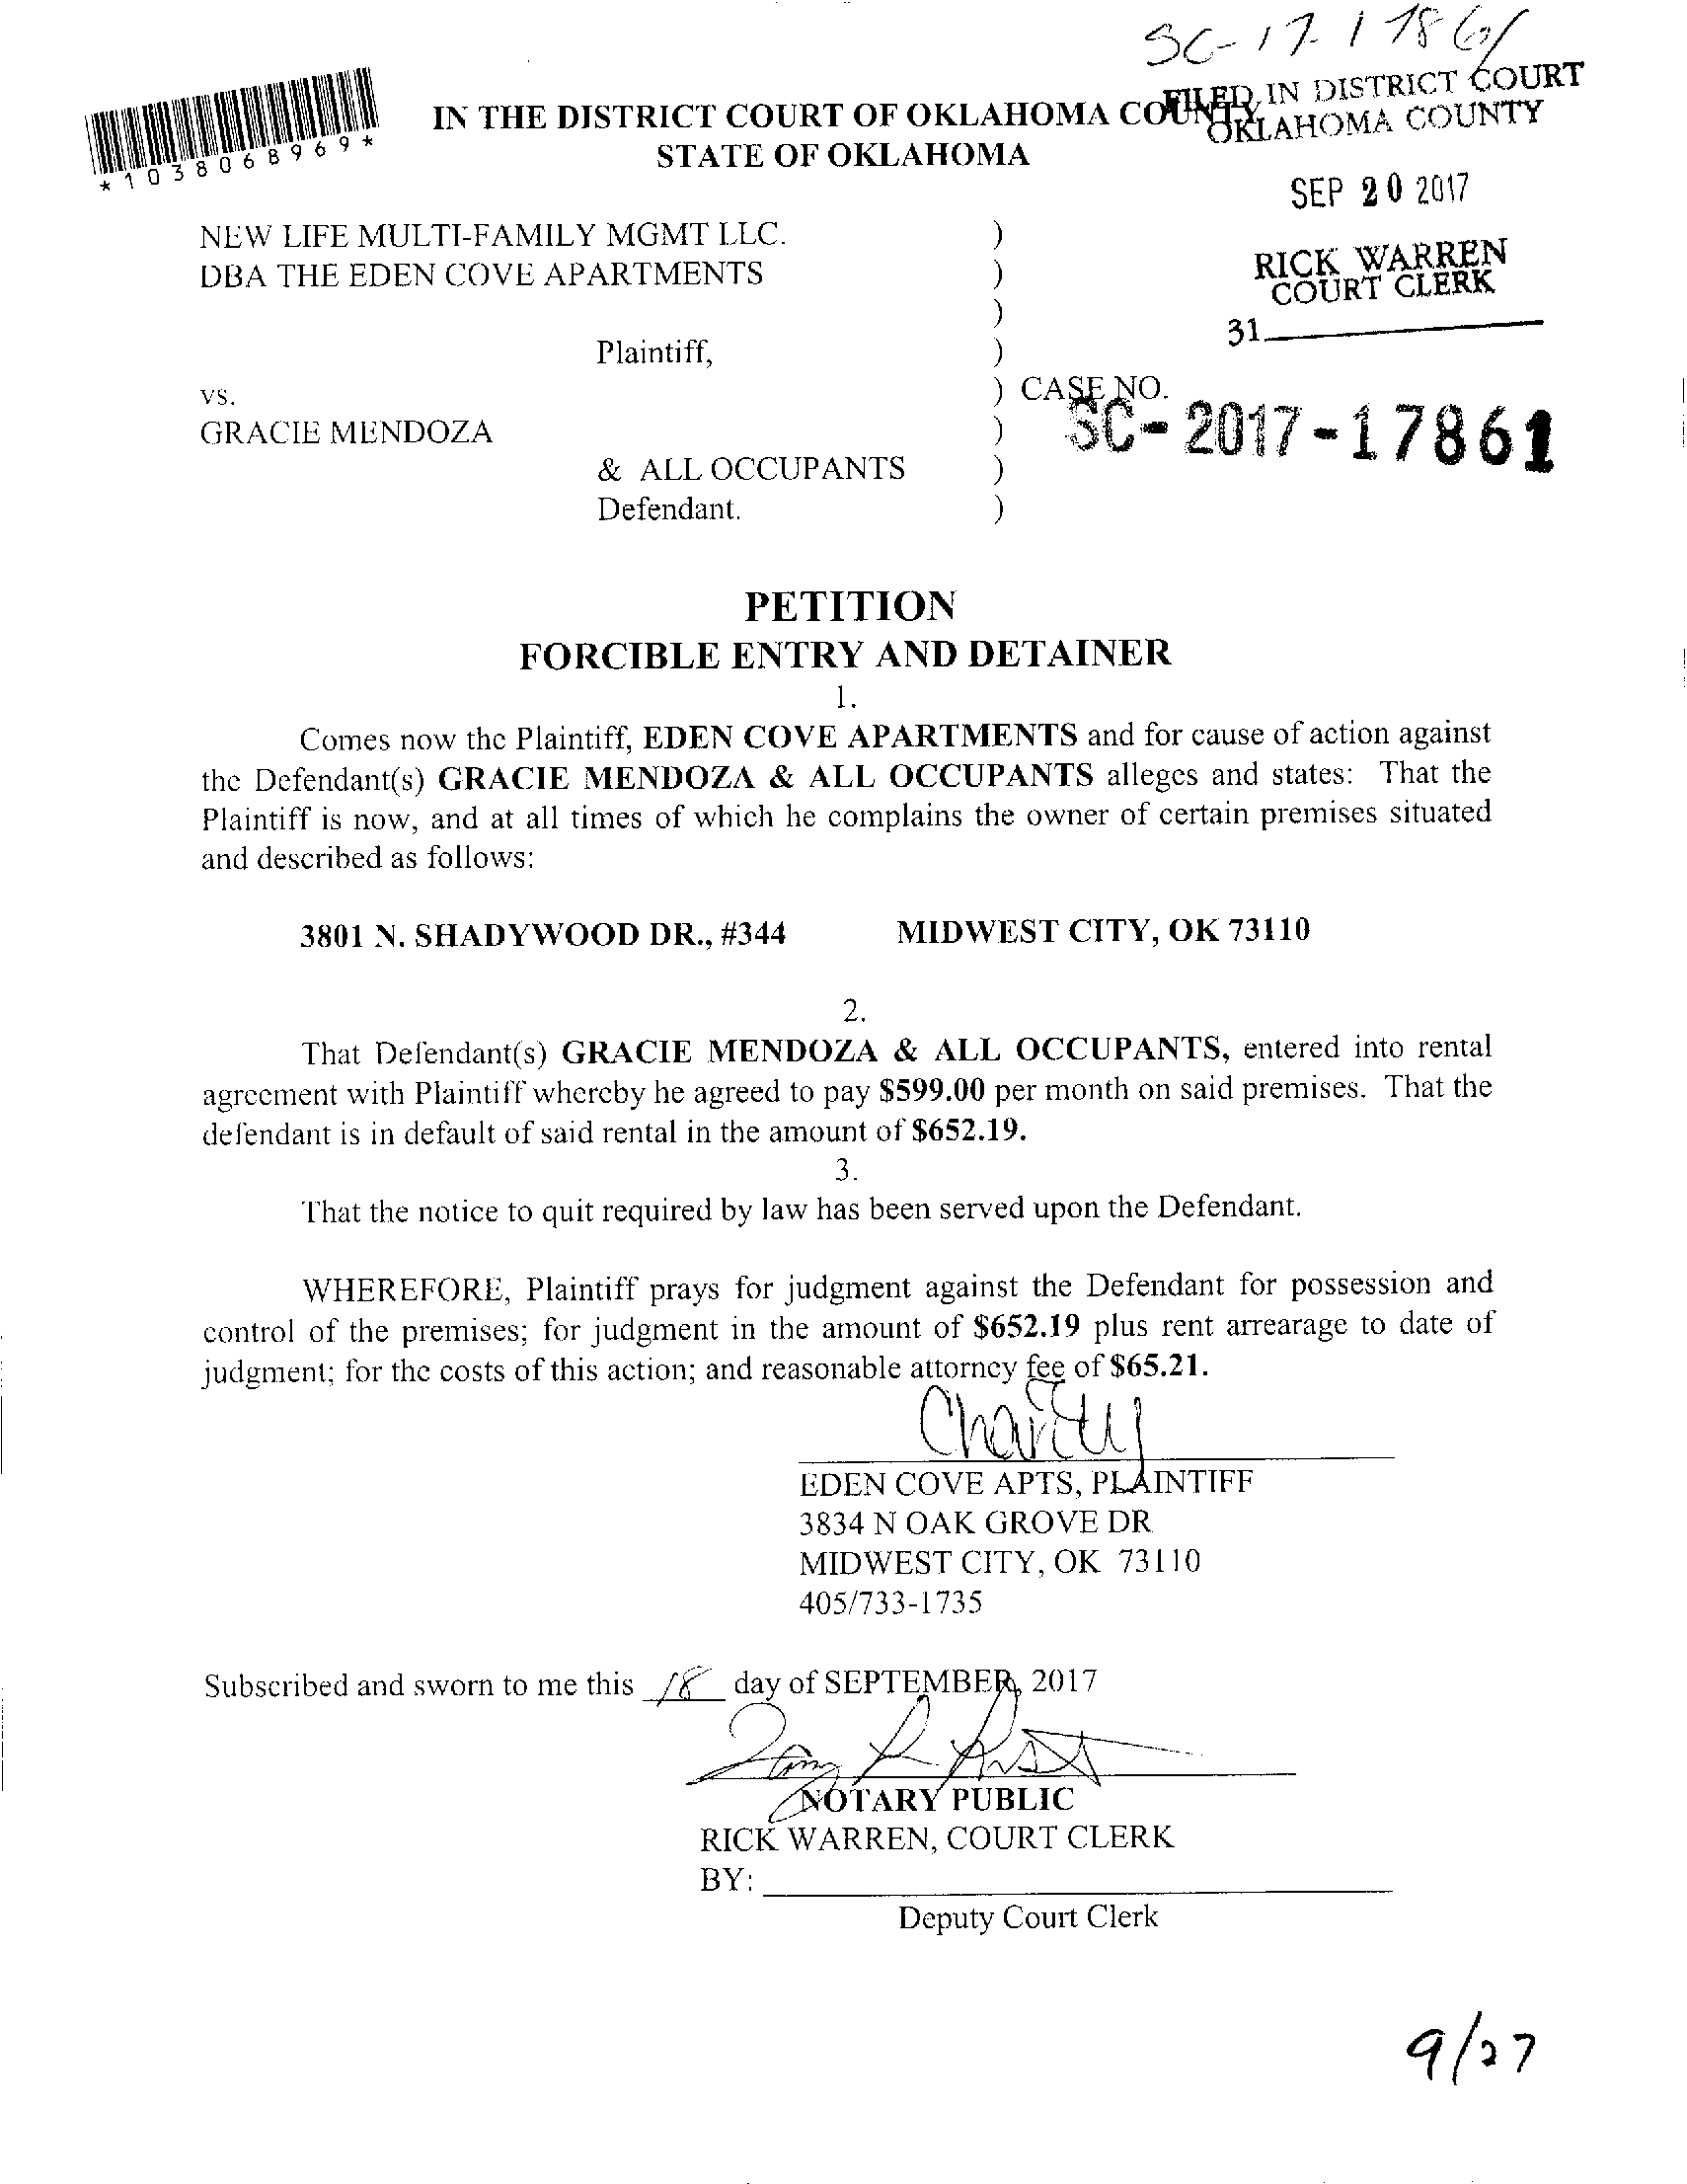 SC-17-17861
FILED IN DISTRICT COURT
OKLAHOMA COUNTY
*1038068969*
IN THE DISTRICT COURT OF OKLAHOMA COUNTY
STATE OF OKLAHOMA
SEP 20 2017
RICK WARREN
COURT CLERK
31
NEW LIFE MULTI-FAMILY MGMT LLC. )
DBA THE EDEN COVE APARTMENTS )
)
Plaintiff, )
vs. ) CASE NO.
SC-2017-17861
GRACIE MENDOZA )
& ALL OCCUPANTS )
Defendant. )
PETITION
FORCIBLE ENTRY AND DETAINER
1.
Comes now the Plaintiff, EDEN COVE APARTMENTS and for cause of action against
the Defendant(s) GRACIE MENDOZA & ALL OCCUPANTS alleges and states: That the
Plaintiff is now, and at all times of which he complains the owner of certain premises situated
and described as follows:
3801 N. SHADYWOOD DR., #344 MIDWEST CITY, OK 73110
2.
That Defendant(s) GRACIE MENDOZA & ALL OCCUPANTS, entered into rental
agreement with Plaintiff whereby he agreed to pay $599.00 per month on said premises. That the
defendant is in default of said rental in the amount of $652.19.
3.
That the notice to quit required by law has been served upon the Defendant.
WHEREFORE, Plaintiff prays for judgment against the Defendant for possession and
control of the premises; for judgment in the amount of $652.19 plus rent arrearage to date of
judgment; for the costs of this action; and reasonable attorney fee of $65.21.
Charity
EDEN COVE APTS, PLAINTIFF
3834 N OAK GROVE DR
MIDWEST CITY, OK 73110
405/733-1735
Subscribed and sworn to me this 18 day of SEPTEMBER, 2017
NOTARY PUBLIC
RICK WARREN, COURT CLERK
BY:
Deputy Court Clerk
9/27